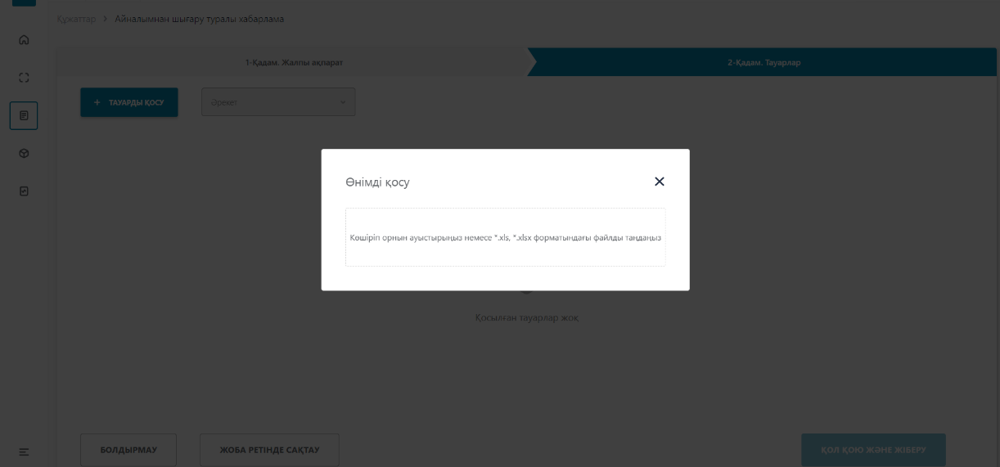 Құжаттар > Айналымнан шығару туралы хабарлама
1-Қадам. Жалпы ақпарат
2-Қадам. Тауарлар
+ ТАУАРДЫ ҚОСУ
Әрекет
Өнімді қосу
Көшіріп орнын ауыстырыңыз немесе *.xls, *.xlsx форматындағы файлды таңдаңыз
Қосылған тауарлар жоқ.
БОЛДЫРМАУ
ЖОБА РЕТІНДЕ САҚТАУ
ҚОЛ ҚОЮ ЖӘНЕ ЖІБЕРУ